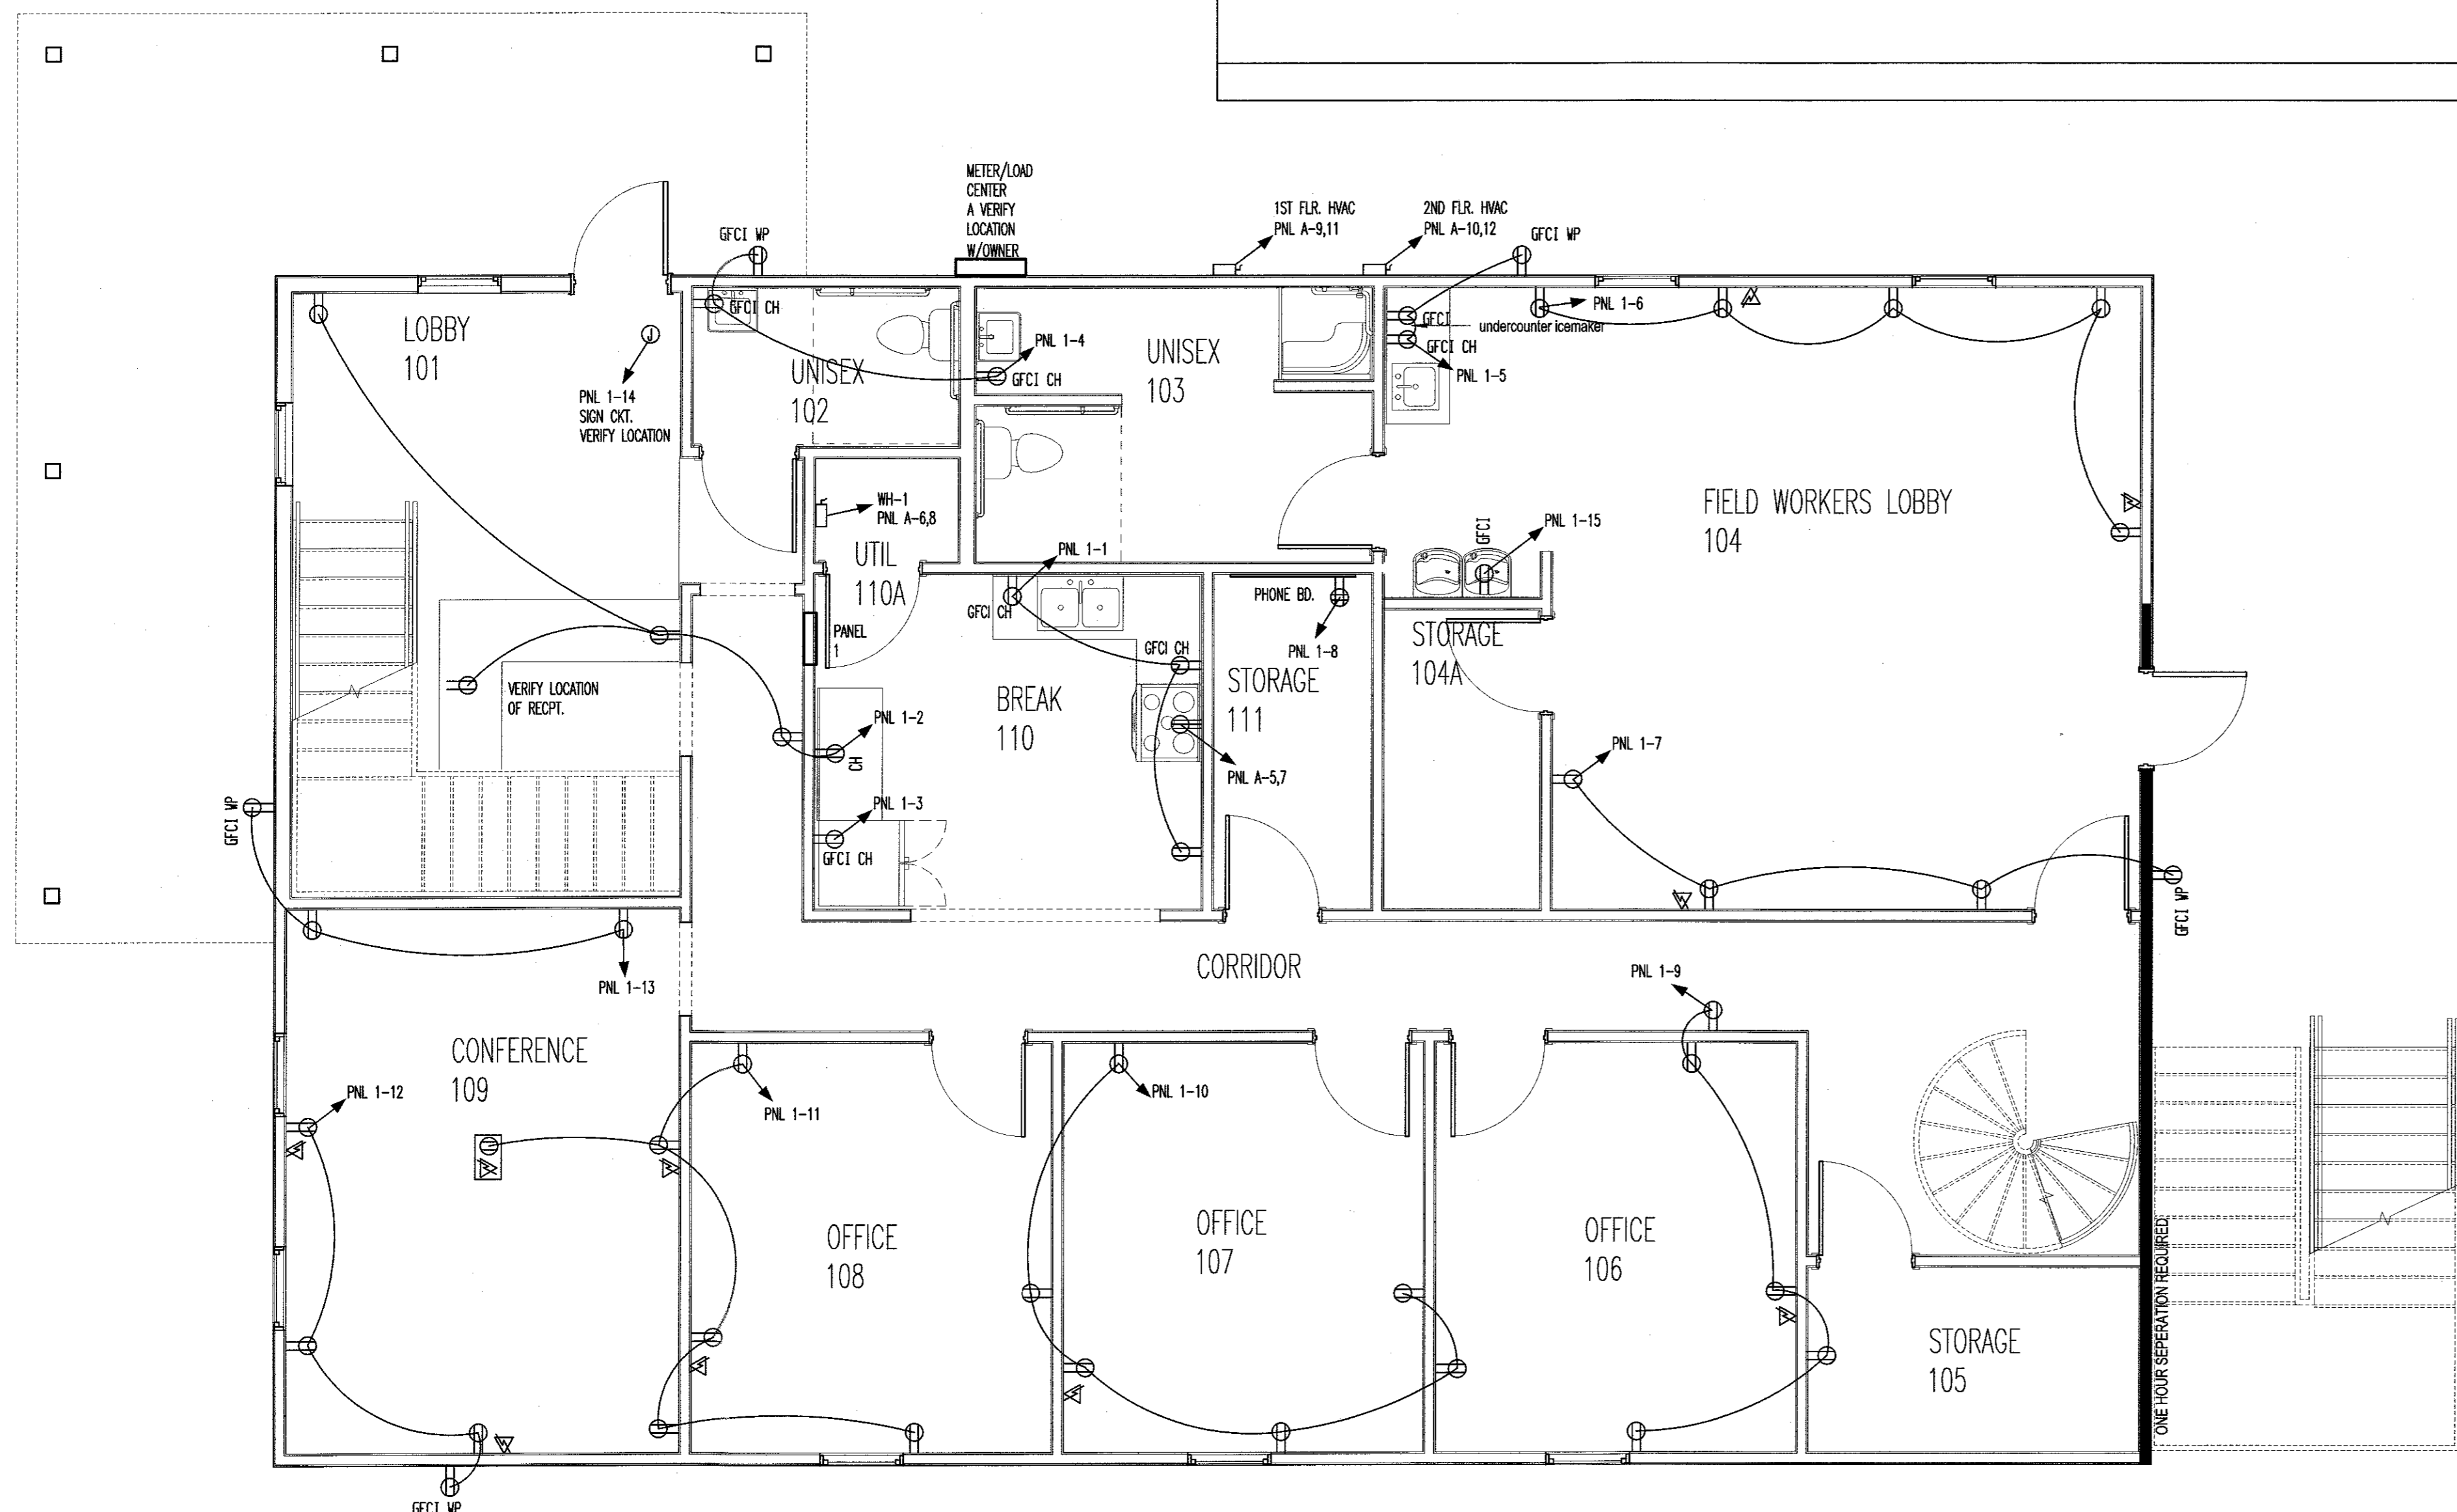 METER/LOAD
CENTER
A VERIFY
LOCATION
W/OWNER
1ST FLR. HVAC
PNL A-9,11
2ND FLR. HVAC
PNL A-10,12
GFCI WP
GFCI WP
LOBBY
101
J
PNL 1-14
SIGN CKT.
VERIFY LOCATION
GFCI CH
UNISEX
102
PNL 1-4
GFCI CH
UNISEX
103
GFCI
undercounter icemaker
GFCI CH
PNL 1-5
PNL 1-6
FIELD WORKERS LOBBY
104
WH-1
PNL A-6,8
UTIL
110A
PNL 1-1
GFCI CH
GFCI
PNL 1-15
PHONE BD.
PNL 1-8
STORAGE
104A
PANEL
1
GFCI CH
STORAGE
111
VERIFY LOCATION
OF RECPT.
BREAK
110
PNL 1-2
CH
PNL A-5,7
PNL 1-7
PNL 1-3
GFCI CH
GFCI WP
GFCI WP
CORRIDOR
PNL 1-13
PNL 1-9
CONFERENCE
109
PNL 1-12
PNL 1-11
PNL 1-10
OFFICE
108
OFFICE
107
OFFICE
106
STORAGE
105
ONE HOUR SEPERATION REQUIRED
GFCI WP